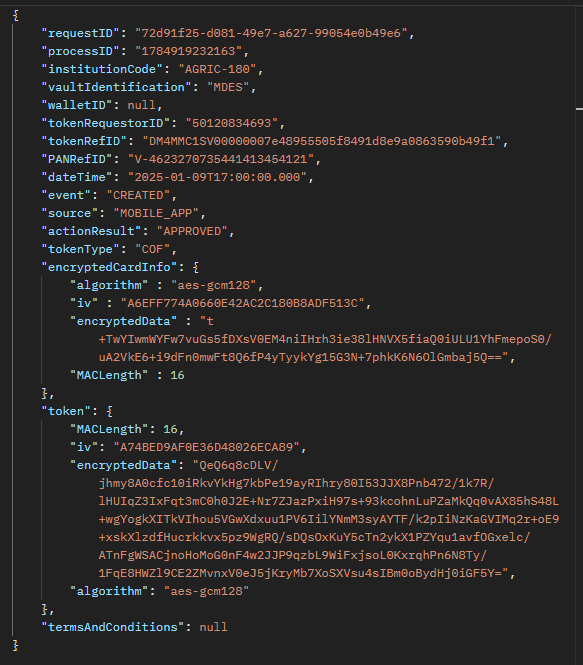 {
"requestID": "72d91f25-d081-49e7-a627-99054e0b49e6",
"processID": "1784919232163",
"institutionCode": "AGRIC-180",
"vaultIdentification": "MDES",
"walletID": null,
"tokenRequestorID": "50120834693",
"tokenRefID": "DM4MMC1SV00000007e48955505f8491d8e9a0863590b49f1",
"PANRefID": "V-4623270735441413454121",
"dateTime": "2025-01-09T17:00:00.000",
"event": "CREATED",
"source": "MOBILE_APP",
"actionResult": "APPROVED",
"tokenType": "COF",
"encryptedCardInfo": {
"algorithm" : "aes-gcm128",
"iv" : "A6EFF774A0660E42AC2C180B8ADF513C",
"encryptedData" : "t
+TwYIwmWYFw7vuGs5fDXsV0EM4niIHrh3ie38lHNVX5fiaQ0iULU1YhFmepoS0/
uA2VkE6+i9dFn0mwFt8Q6fP4yTyykYg15G3N+7phkK6N6OlGmbaj5Q==",
"MACLength" : 16
},
"token": {
"MACLength": 16,
"iv": "A74BED9AF0E36D48026ECA89",
"encryptedData": "QeQ6q8cDLV/
jhmy8A0cfc10iRkvYkHg7kbPe19ayRIhry80I53JJX8Pnb472/1k7R/
lHUIqZ3IxFqt3mC0h0J2E+Nr7ZJazPxiH97s+93kcohnLuPZaMkQq0vAX85hS48L
+wgYogkXITkVIhou5VGwXdxuu1PV6IilYNmM3syAYTF/k2pIiNzKaGVIMq2r+oE9
+xskXlzdfHucrkkvx5pz9WgRQ/sDQsOxKuY5cTn2ykX1PZYqu1avfOGxelc/
ATnFgWSACjnoHoMoG0nF4w2JJP9qzbL9WiFxjsoL0KxrqhPn6N8Ty/
1FqE8HWZl9CE2ZMvnxV0eJ5jKryMb7XoSXVsu4sIBm0oBydHj0iGF5Y=",
"algorithm": "aes-gcm128"
},
"termsAndConditions": null
}